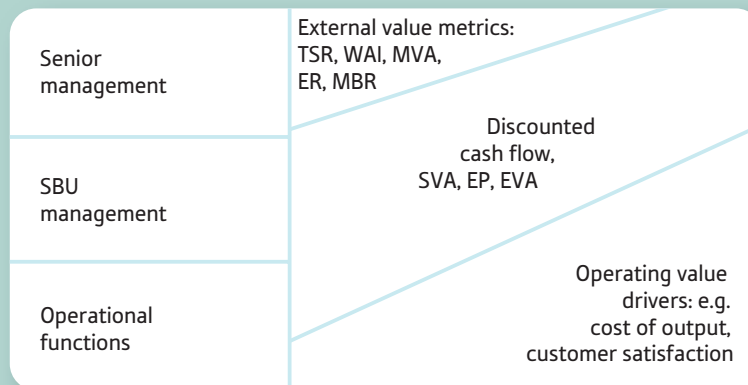 Senior
management
External value metrics:
TSR, WAI, MVA,
ER, MBR
SBU
management
Discounted
cash flow,
SVA, EP, EVA
Operational
functions
Operating value
drivers: e.g.
cost of output,
customer satisfaction